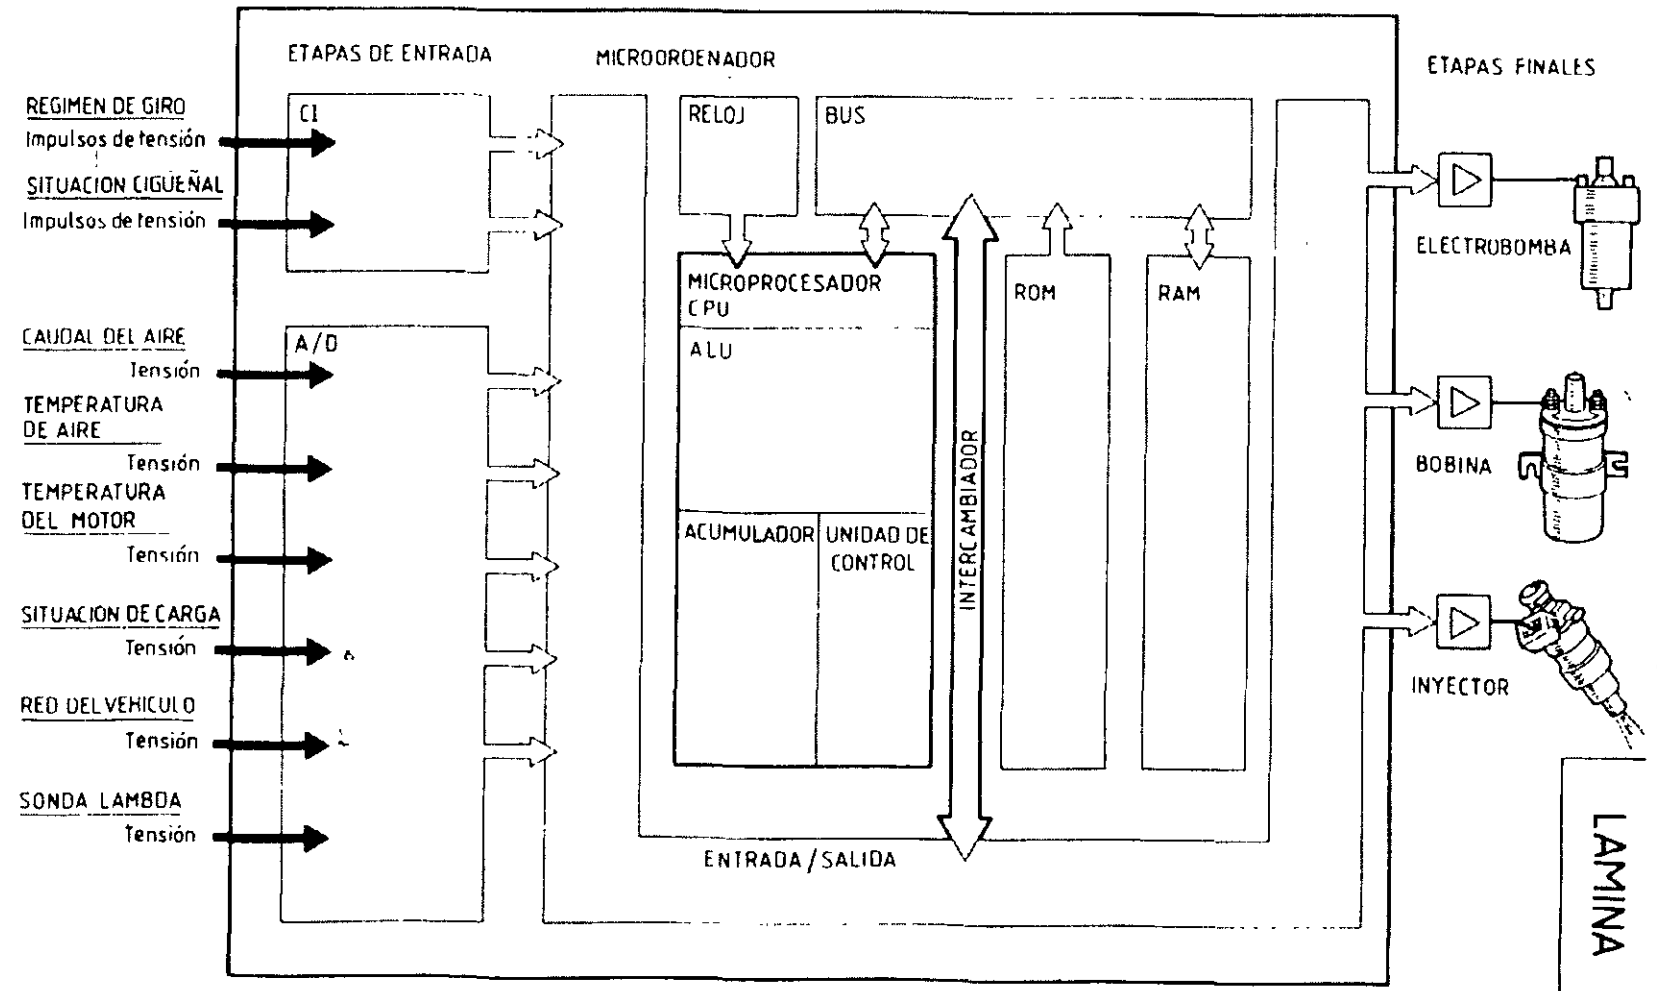 ETAPAS DE ENTRADA
MICROORDENADOR
ETAPAS FINALES
REGIMEN DE GIRO
Impulsos de tensión
SITUACION CIGÜEÑAL
Impulsos de tensión
CAUDAL DEL AIRE
Tensión
TEMPERATURA
DE AIRE
Tensión
TEMPERATURA
DEL MOTOR
Tensión
SITUACION DE CARGA
Tensión
RED DEL VEHICULO
Tensión
SONDA LAMBDA
Tensión
CI
A/D
RELOJ
BUS
MICROPROCESADOR
CPU
ALU
ACUMULADOR
UNIDAD DE
CONTROL
INTERCAMBIADOR
ROM
RAM
ENTRADA/SALIDA
ELECTROBOMBA
BOBINA
INYECTOR
LAMINA